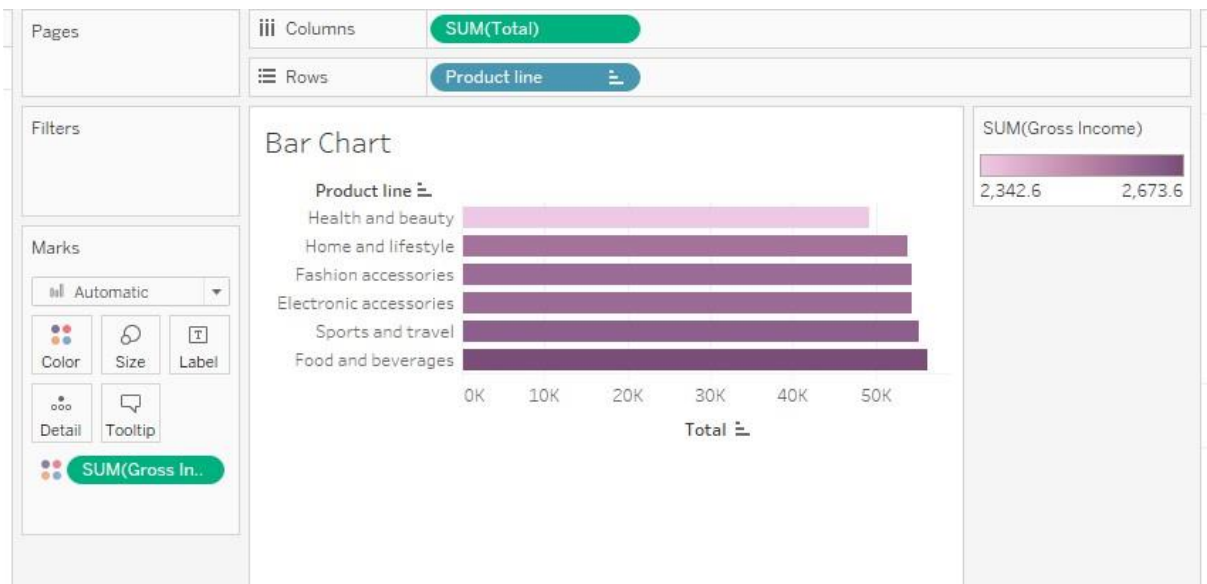 Pages
iii Columns
SUM(Total)
Rows
Product line
Filters
Marks
Automatic
Color
Size
T
Label
Detail
Tooltip
SUM(Gross In..
Bar Chart
Product line
Health and beauty
Home and lifestyle
Fashion accessories
Electronic accessories
Sports and travel
Food and beverages
0K 10K 20K 30K 40K 50K
Total
SUM(Gross Income)
2,342.6 2,673.6